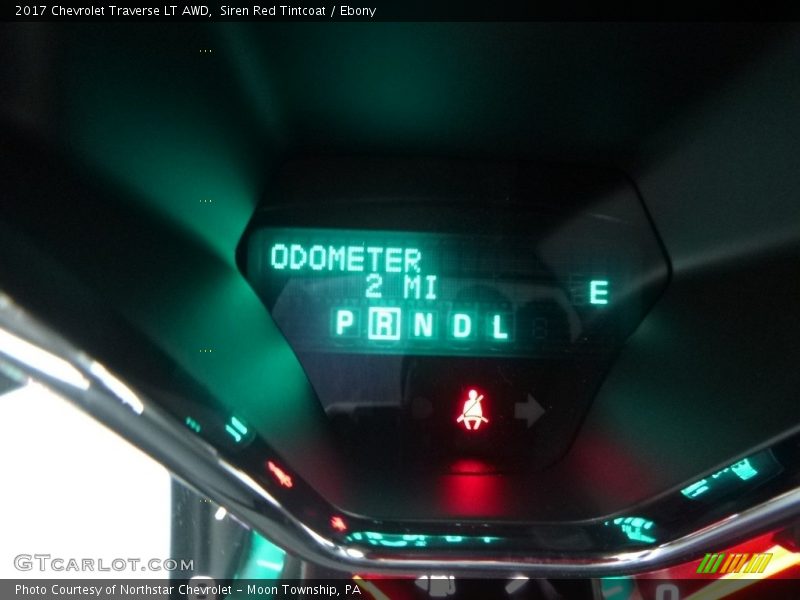 2017 Chevrolet Traverse LT AWD,  Siren Red Tintcoat / Ebony
ODOMETER
2 MI
E
P R N D L
GTCARLOT.COM
Photo Courtesy of Northstar Chevrolet - Moon Township, PA